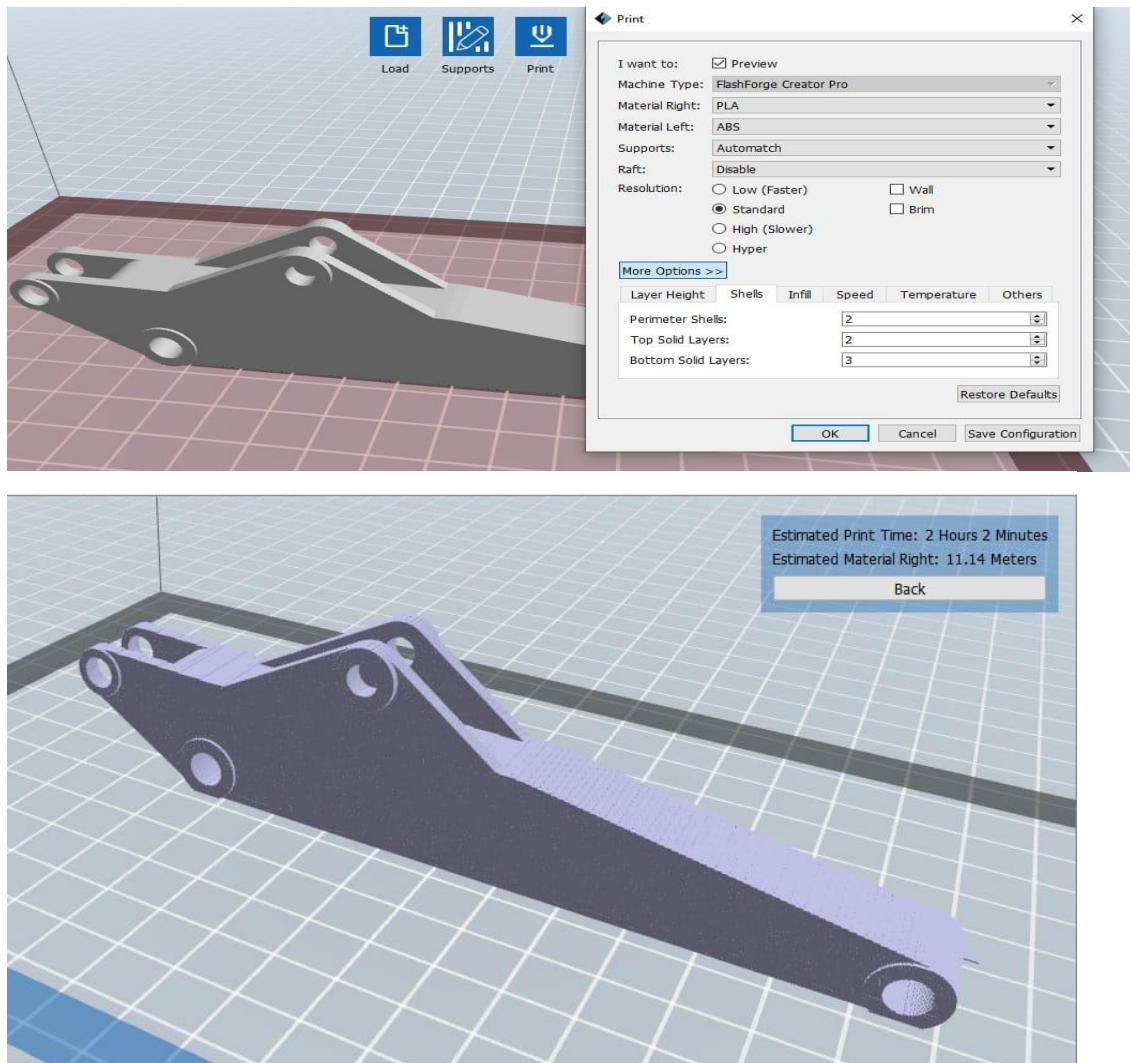 Load Supports Print
Print
I want to: Preview
Machine Type: FlashForge Creator Pro
Material Right: PLA
Material Left: ABS
Supports: Automatch
Raft: Disable
Resolution: Low (Faster) Wall
Standard Brim
High (Slower)
Hyper
More Options >>
Layer Height Shells Infill Speed Temperature Others
Perimeter Shells: 2
Top Solid Layers: 2
Bottom Solid Layers: 3
Restore Defaults
OK Cancel Save Configuration
Estimated Print Time: 2 Hours 2 Minutes
Estimated Material Right: 11.14 Meters
Back